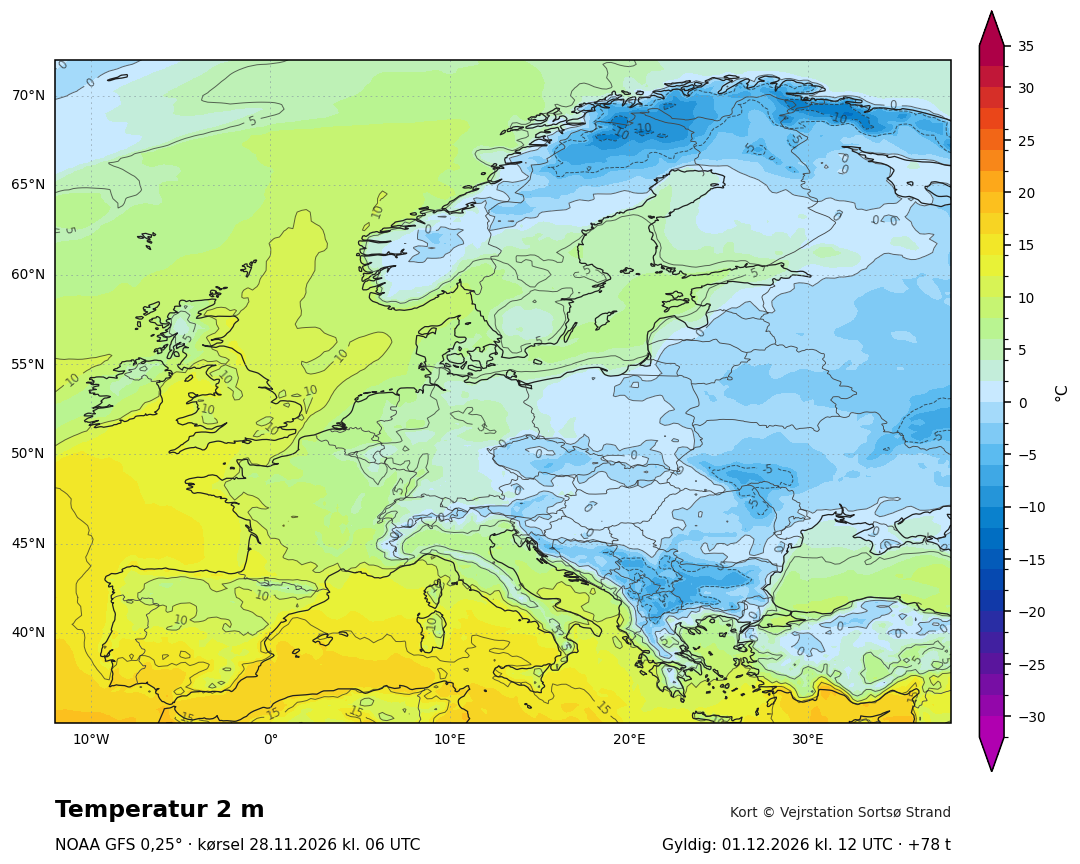 70°N
65°N
60°N
55°N
50°N
45°N
40°N
10°W
0°
10°E
20°E
30°E
35
30
25
20
15
10
5
0
−5
−10
−15
−20
−25
−30
°C
Temperatur 2 m
Kort © Vejrstation Sortsø Strand
NOAA GFS 0,25° · kørsel 28.11.2026 kl. 06 UTC
Gyldig: 01.12.2026 kl. 12 UTC · +78 t